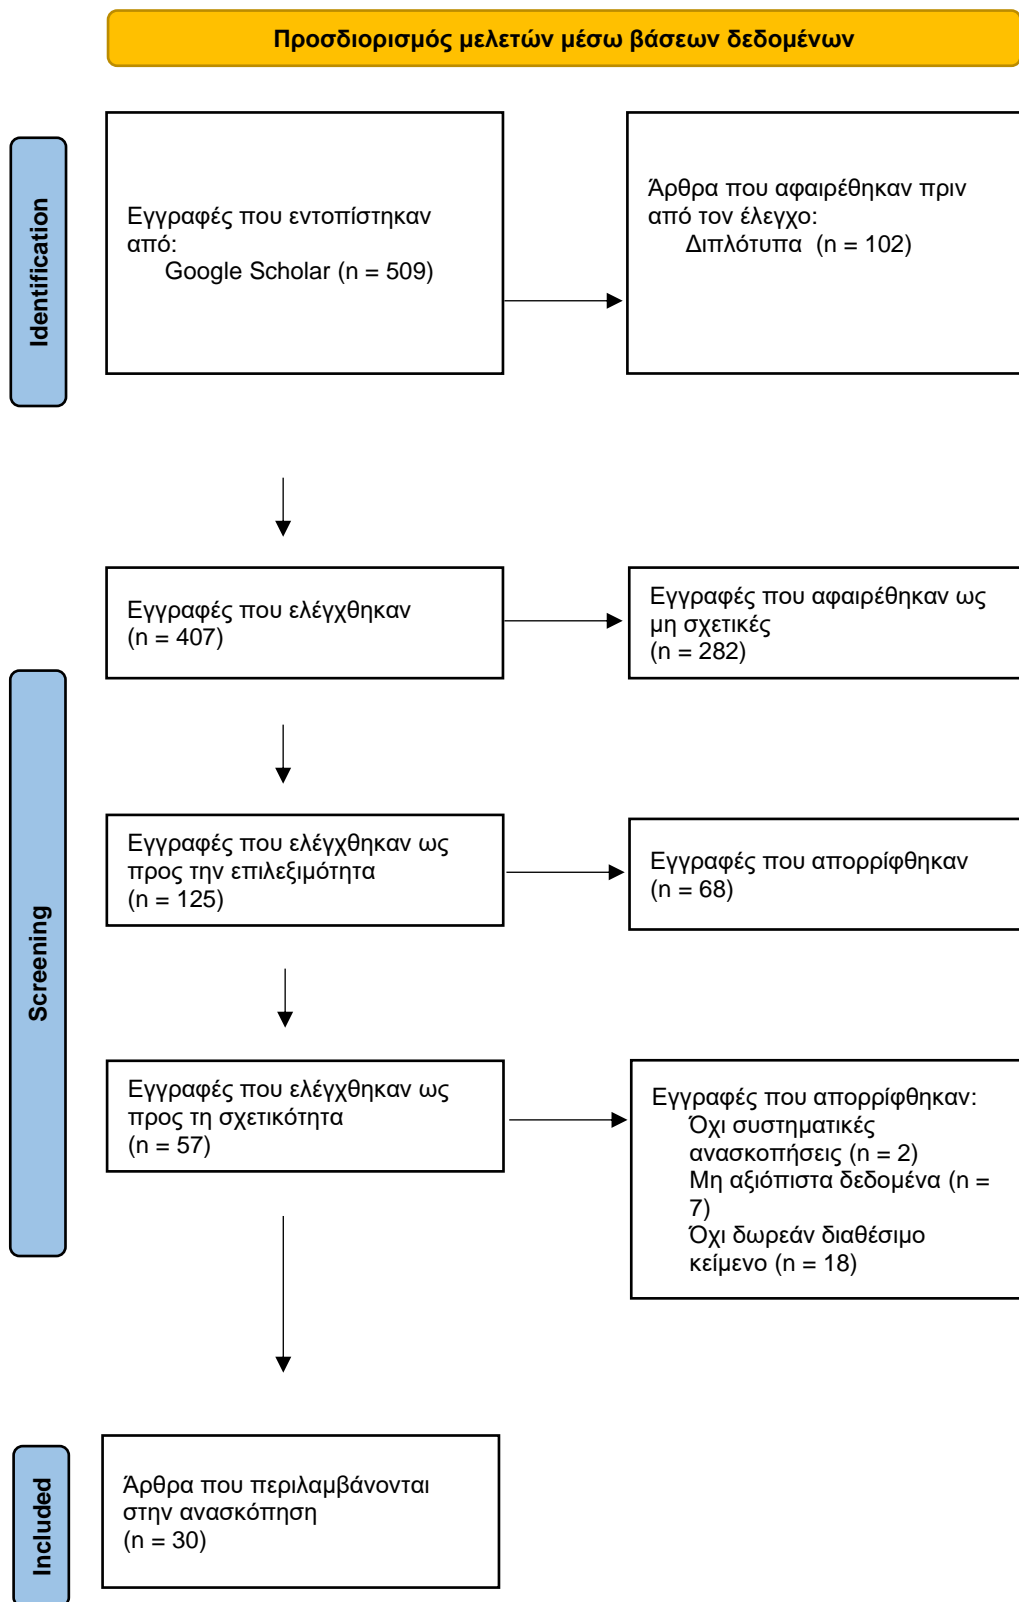 Προσδιορισμός μελετών μέσω βάσεων δεδομένων
Identification
Εγγραφές που εντοπίστηκαν
από:
Google Scholar (n = 509)
Άρθρα που αφαιρέθηκαν πριν
από τον έλεγχο:
Διπλότυπα  (n = 102)
Screening
Εγγραφές που ελέγχθηκαν
(n = 407)
Εγγραφές που αφαιρέθηκαν ως
μη σχετικές
(n = 282)
Εγγραφές που ελέγχθηκαν ως
προς την επιλεξιμότητα
(n = 125)
Εγγραφές που απορρίφθηκαν
(n = 68)
Εγγραφές που ελέγχθηκαν ως
προς τη σχετικότητα
(n = 57)
Εγγραφές που απορρίφθηκαν:
Όχι συστηματικές
ανασκοπήσεις (n = 2)
Μη αξιόπιστα δεδομένα (n =
7)
Όχι δωρεάν διαθέσιμο
κείμενο (n = 18)
Included
Άρθρα που περιλαμβάνονται
στην ανασκόπηση
(n = 30)